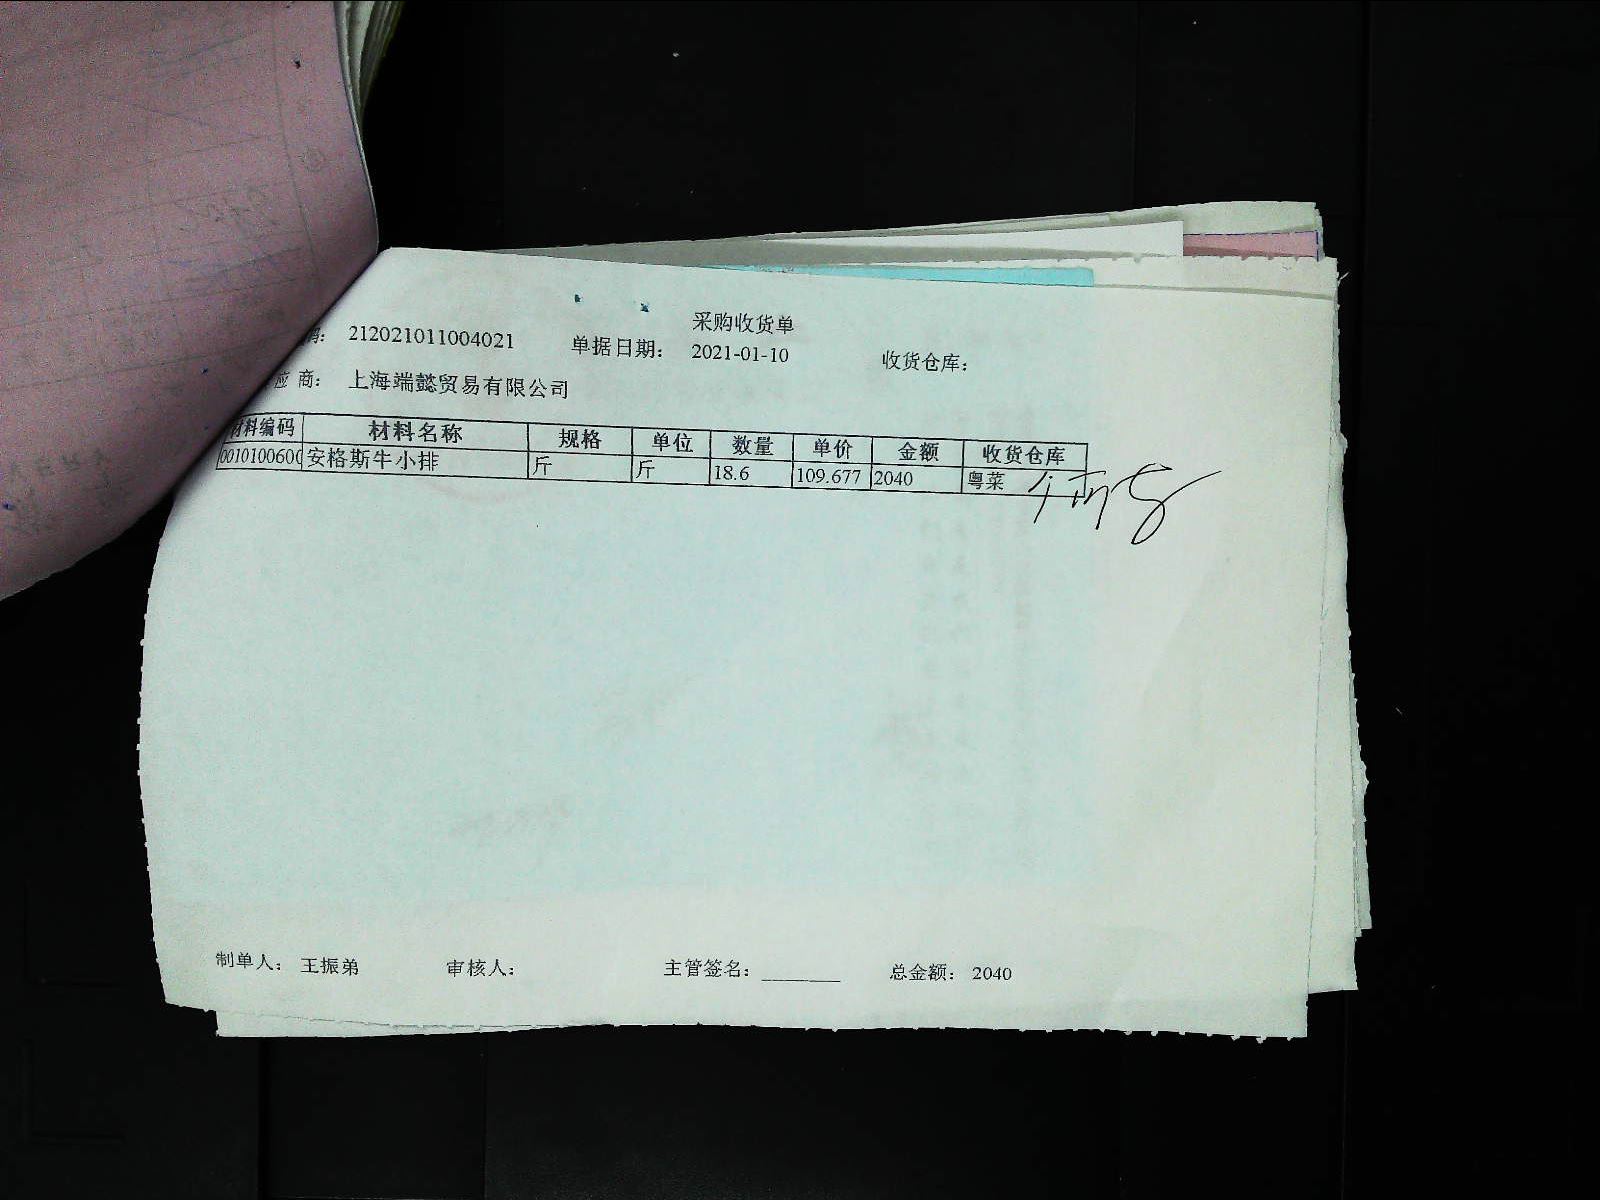 采购收货单
码： 212021011004021 单据日期： 2021-01-10 收货仓库：
应 商： 上海端懿贸易有限公司
材料编码 材料名称 规格 单位 数量 单价 金额 收货仓库
001010060 安格斯牛小排 斤 斤 18.6 109.677 2040 粤菜
制单人： 王振弟 审核人： 主管签名： 总金额： 2040